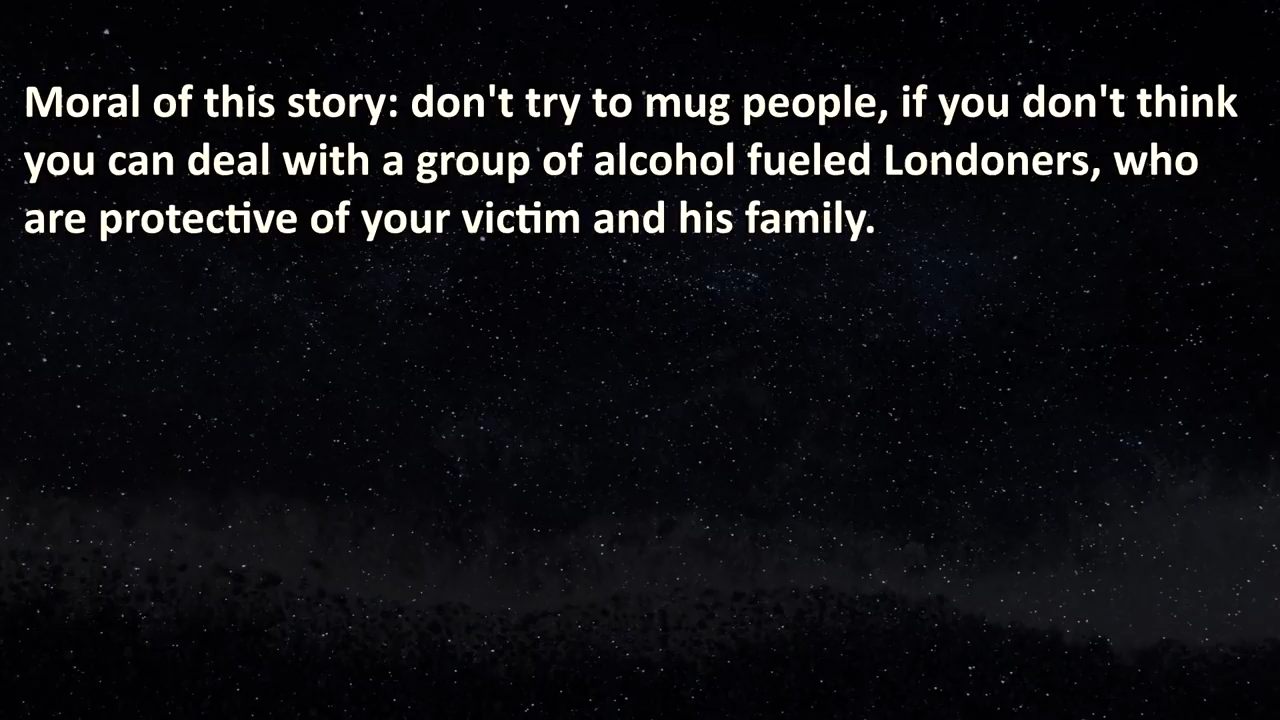 Moral of this story: don't try to mug people, if you don't think
you can deal with a group of alcohol fueled Londoners, who
are protective of your victim and his family.